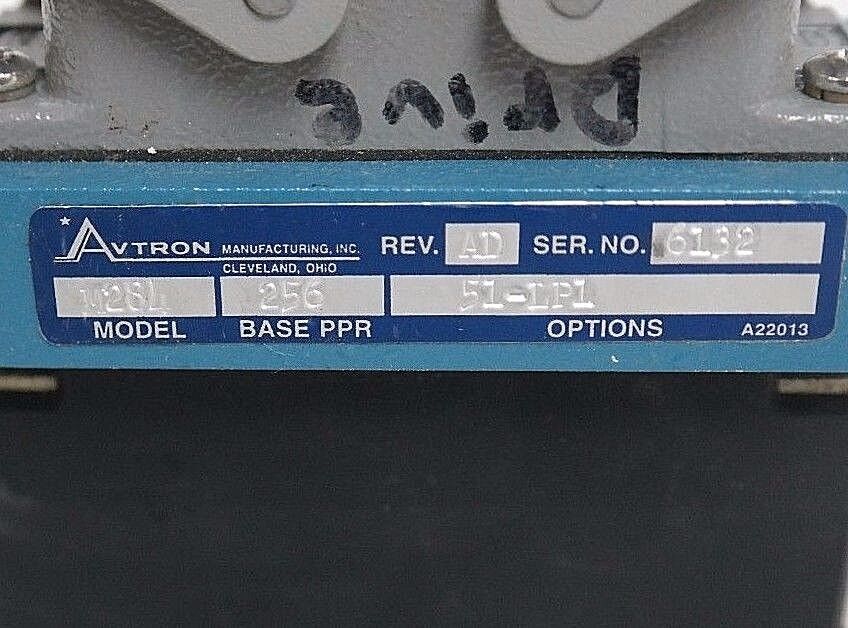 Drive
AVTRON MANUFACTURING, INC. REV. AD SER. NO. 6132
CLEVELAND, OHIO
M284 256 51-LP1
MODEL BASE PPR OPTIONS A22013